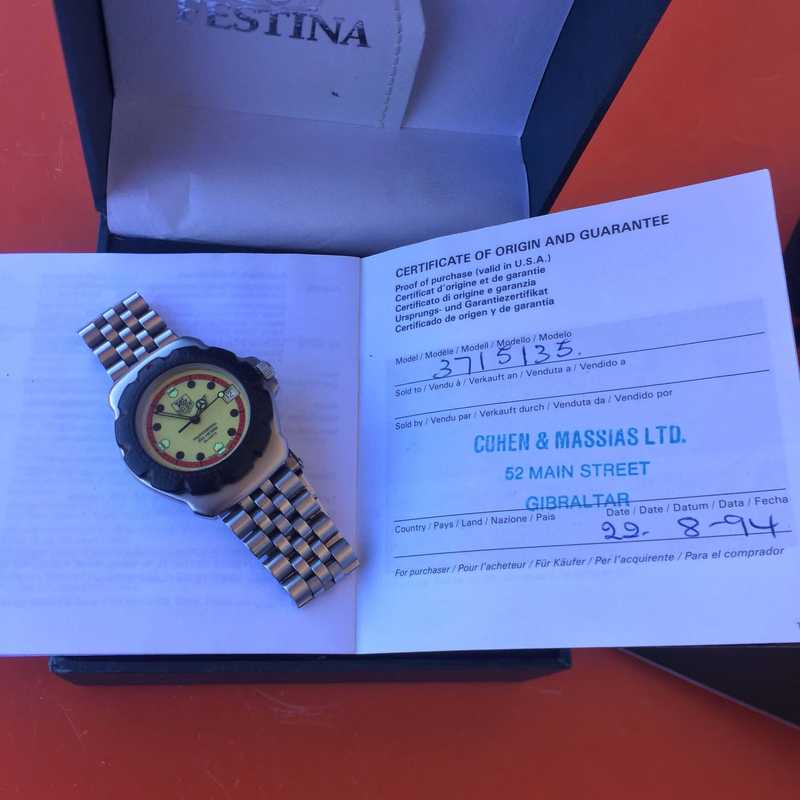 FESTINA
CERTIFICATE OF ORIGIN AND GUARANTEE
Proof of purchase (valid in U.S.A.)
Certificat d'origine et de garantie
Certificato di origine e garanzia
Ursprungs- und Garantiezertifikat
Certificado de origen y de garantía
Model / Modèle / Modell / Modello / Modelo
3715135.
Sold to / Vendu à / Verkauft an / Venduta a / Vendido a
Sold by / Vendu par / Verkauft durch / Venduta da / Vendido por
COHEN & MASSIAS LTD.
52 MAIN STREET
GIBRALTAR
Country / Pays / Land / Nazione / Pais
Date / Date / Datum / Data / Fecha
22. 8-94
For purchaser / Pour l'acheteur / Für Käufer / Per l'acquirente / Para el comprador